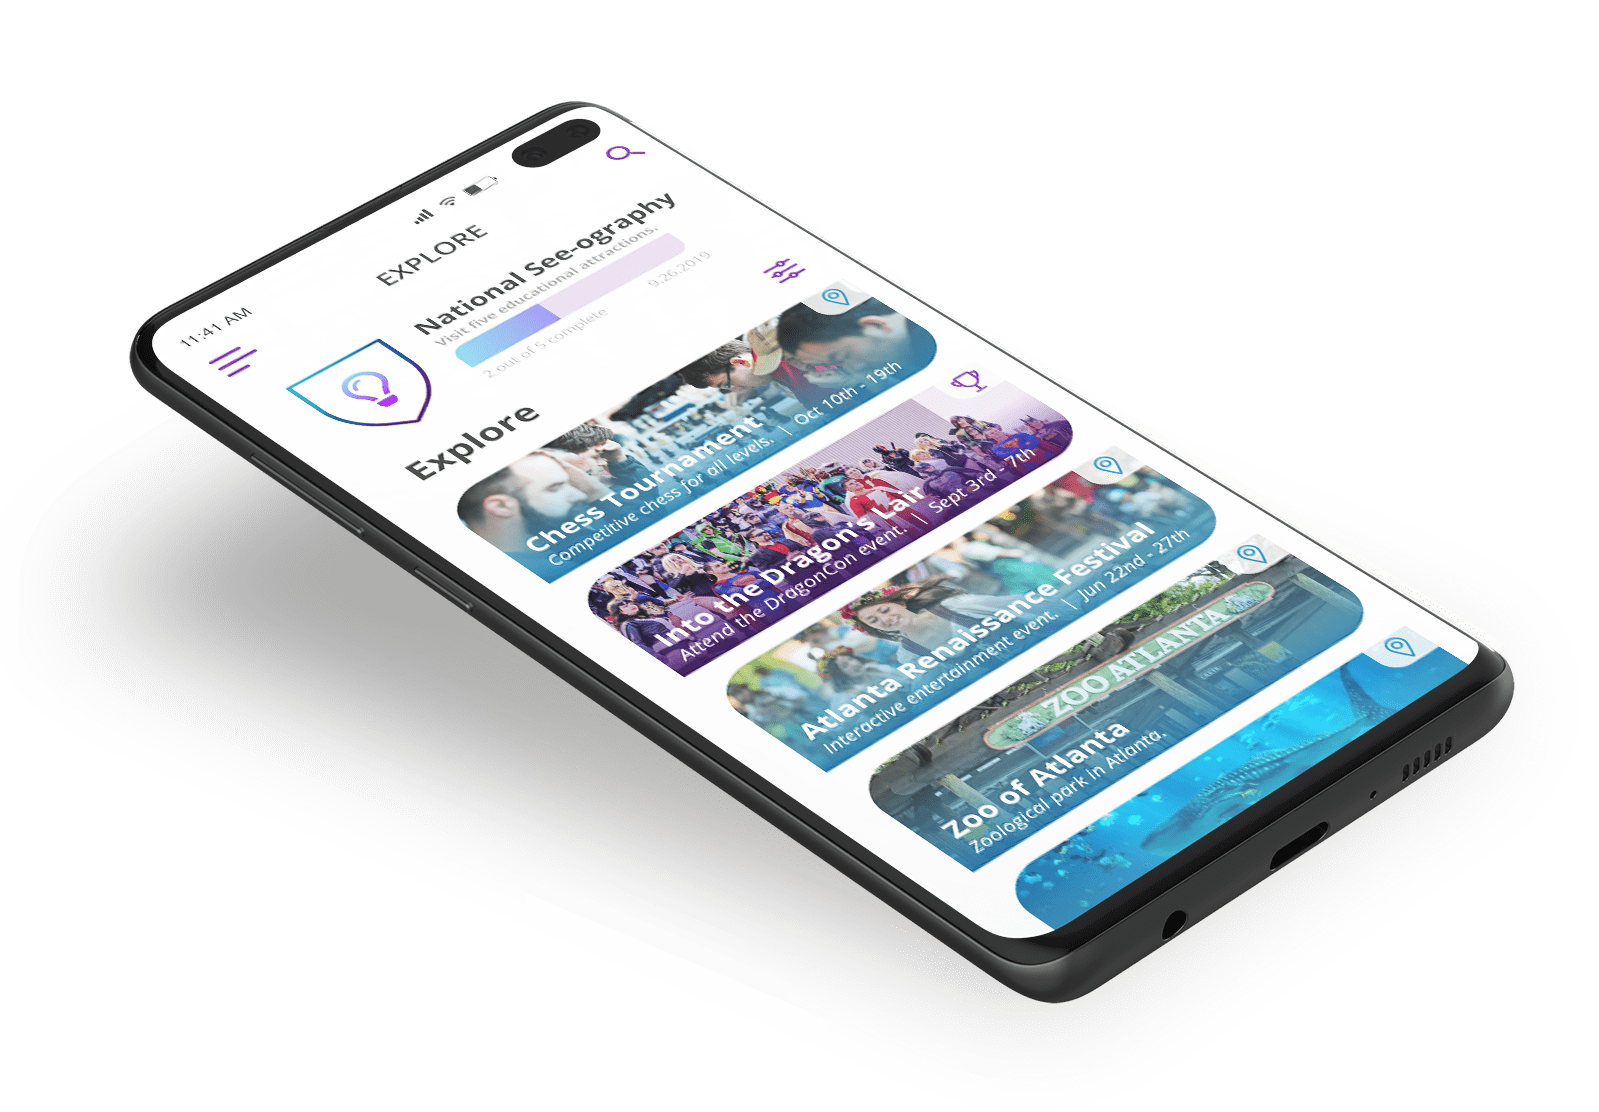 11:41 AM
EXPLORE
National See-ography
Visit five educational attractions.
2 out of 5 complete
9.26.2019
Explore
Chess Tournament
Competitive chess for all levels. | Oct 10th - 19th
Into the Dragon's Lair
Attend the DragonCon event. | Sept 3rd - 7th
Atlanta Renaissance Festival
Interactive entertainment event. | Jun 22nd - 27th
ZOO ATLANTA
Zoo of Atlanta
Zoological park in Atlanta.